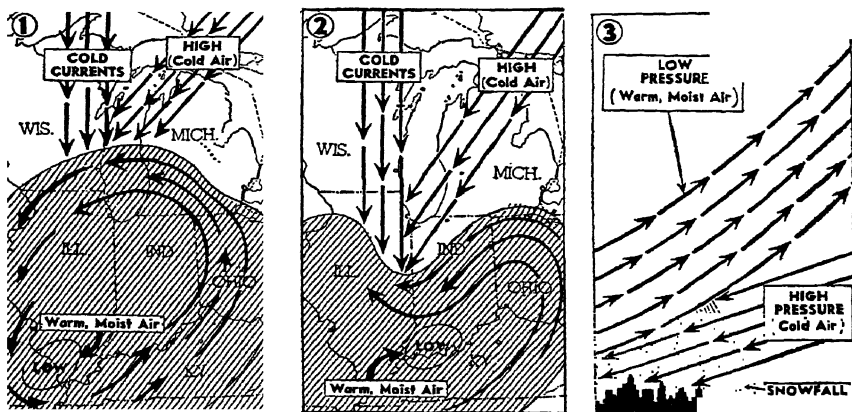 1
COLD
CURRENTS
HIGH
(Cold Air)
WIS.
MICH.
ILL.
IND.
OHIO
Warm, Moist Air
LOW
KY.
2
COLD
CURRENTS
HIGH
(Cold Air)
WIS.
MICH.
ILL.
IND.
OHIO
LOW
KY.
Warm, Moist Air
3
LOW
PRESSURE
(Warm, Moist Air)
HIGH
PRESSURE
(Cold Air)
SNOWFALL